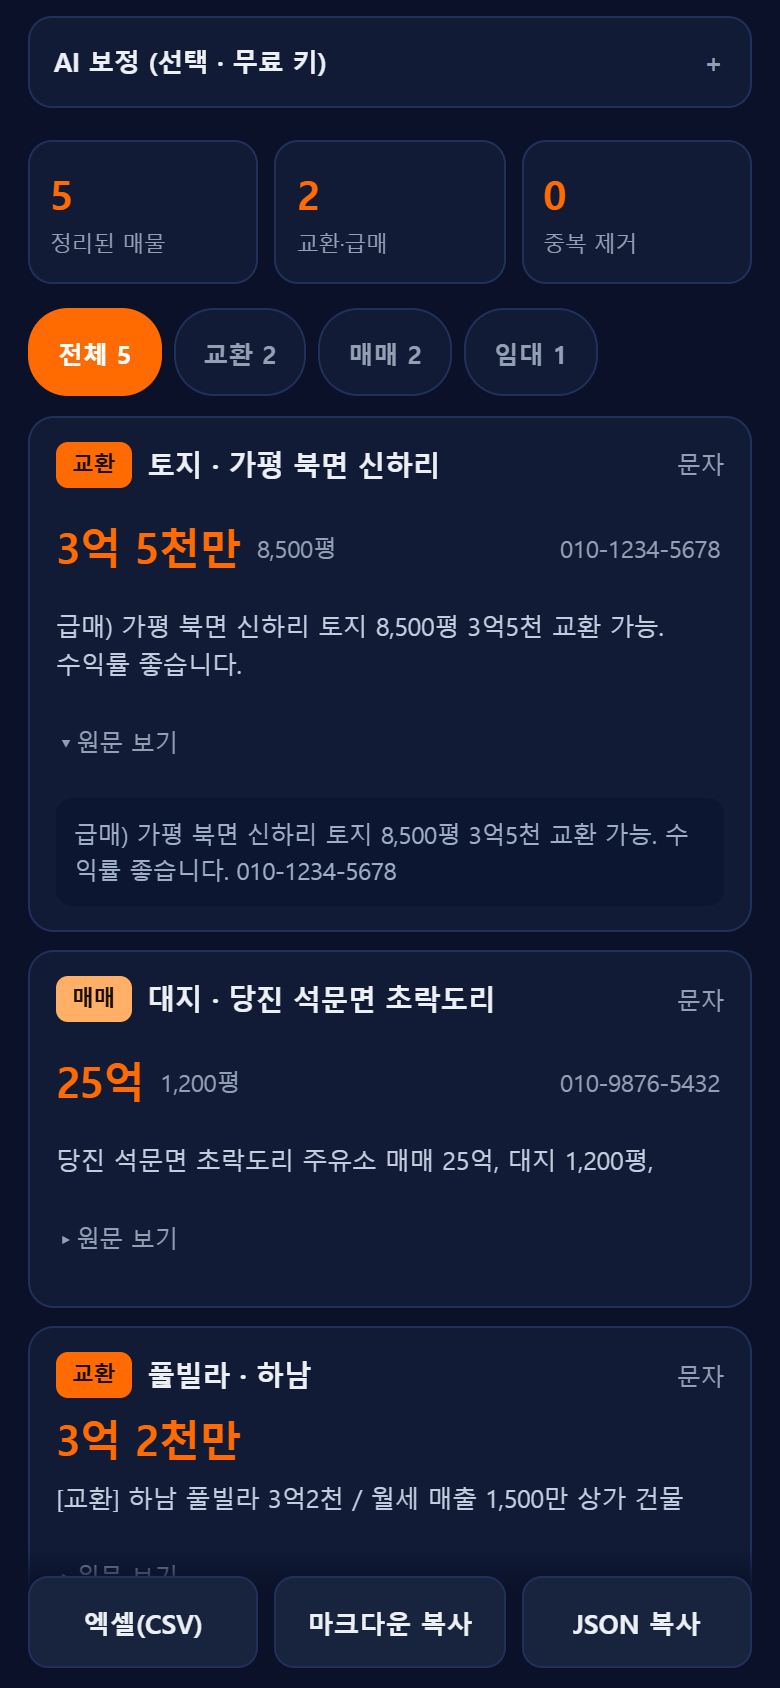 AI 보정 (선택 · 무료 키) +
5
정리된 매물
2
교환·급매
0
중복 제거
전체 5
교환 2
매매 2
임대 1
교환 토지 · 가평 북면 신하리 문자
3억 5천만 8,500평 010-1234-5678
급매) 가평 북면 신하리 토지 8,500평 3억5천 교환 가능.
수익률 좋습니다.
▾ 원문 보기
급매) 가평 북면 신하리 토지 8,500평 3억5천 교환 가능. 수
익률 좋습니다. 010-1234-5678
매매 대지 · 당진 석문면 초락도리 문자
25억 1,200평 010-9876-5432
당진 석문면 초락도리 주유소 매매 25억, 대지 1,200평,
▸ 원문 보기
교환 풀빌라 · 하남 문자
3억 2천만
[교환] 하남 풀빌라 3억2천 / 월세 매출 1,500만 상가 건물
▸ 원문 보기
엑셀(CSV)
마크다운 복사
JSON 복사